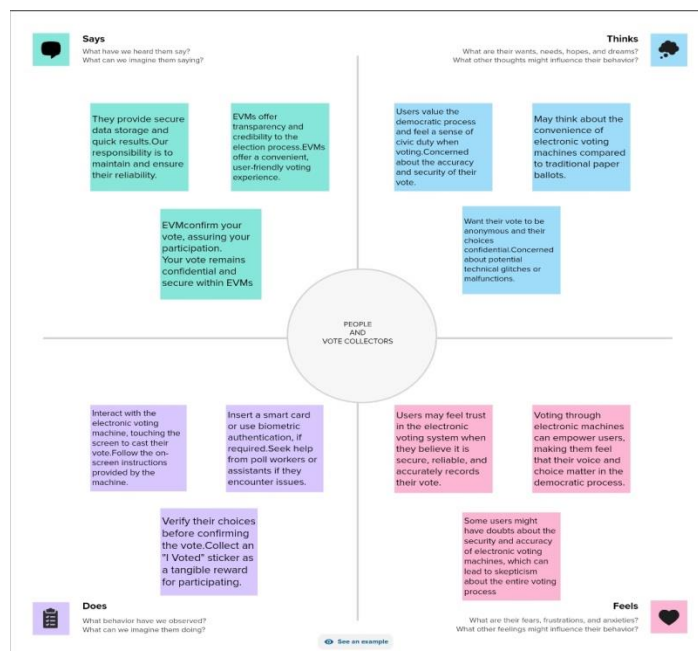 Says
What have we heard them say?
What can we imagine them saying?
Thinks
What are their wants, needs, hopes, and dreams?
What other thoughts might influence their behavior?
They provide secure
data storage and
quick results.Our
responsibility is to
maintain and ensure
their reliability.
EVMs offer
transparency and
credibility to the
election process.EVMs
offer a convenient,
user-friendly voting
experience.
EVMconfirm your
vote, assuring your
participation.
Your vote remains
confidential and
secure within EVMs
Users value the
democratic process
and feel a sense of
civic duty when
voting.Concerned
about the accuracy
and security of their
vote.
May think about the
convenience of
electronic voting
machines compared
to traditional paper
ballots.
Want their vote to be
anonymous and their
choices
confidential.Concerned
about potential
technical glitches or
malfunctions.
PEOPLE
AND
VOTE COLLECTORS
Interact with the
electronic voting
machine, touching the
screen to cast their
vote.Follow the on-
screen instructions
provided by the
machine.
Insert a smart card
or use biometric
authentication, if
required.Seek help
from poll workers or
assistants if they
encounter issues.
Verify their choices
before confirming
the vote.Collect an
"I Voted" sticker as
a tangible reward
for participating.
Users may feel trust
in the electronic
voting system when
they believe it is
secure, reliable, and
accurately records
their vote.
Voting through
electronic machines
can empower users,
making them feel
that their voice and
choice matter in the
democratic process.
Some users might
have doubts about the
security and accuracy
of electronic voting
machines, which can
lead to skepticism
about the entire voting
process
Does
What behavior have we observed?
What can we imagine them doing?
Feels
What are their fears, frustrations, and anxieties?
What other feelings might influence their behavior?
See an example